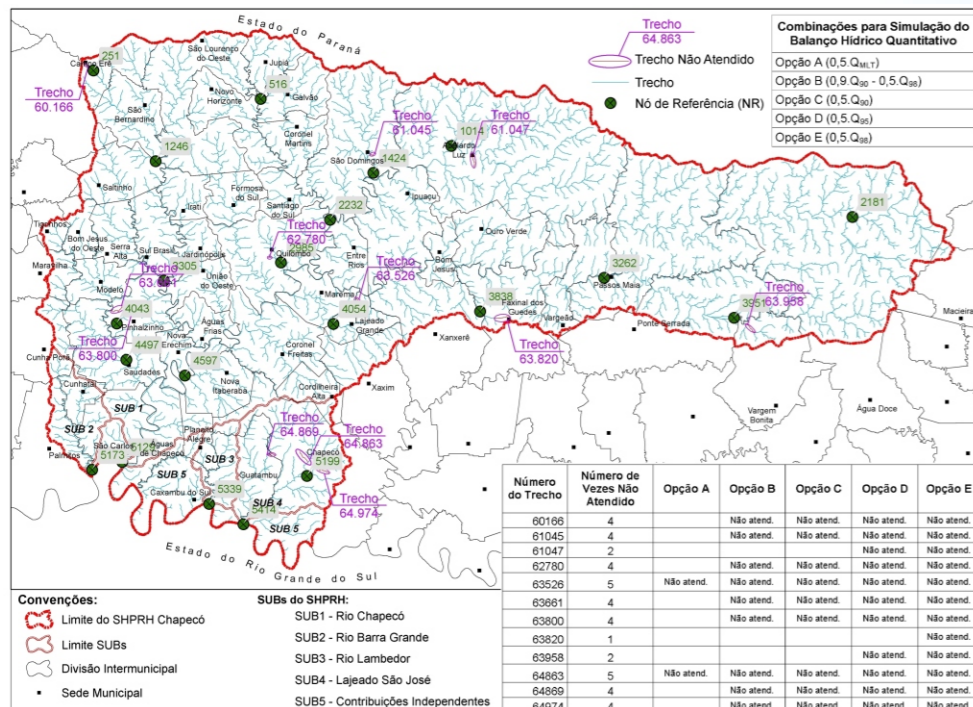 Estado do Paraná
251
Campo Erê
Trecho
60.166
São Lourenço
do Oeste
Jupiá
516
Galvão
Novo
Horizonte
São
Bernardino
Coronel
Martins
1246
Trecho
61.045
São Domingos
1424
1014
Trecho
61.047
Abelardo
Luz
Saltinho
Irati
Formosa
do Sul
Santiago
do Sul
Ipuaçu
2232
2181
Tigrinhos
Bom Jesus
do Oeste
Serra
Alta
Sul Brasil
Jardinópolis
União
do Oeste
Trecho
62.780
Quilombo
2985
Entre
Rios
Bom
Jesus
Ouro Verde
Maravilha
Modelo
Trecho
3305
Trecho
63.526
Marema
3262
Passos Maia
4043
Pinhalzinho
Águas
Frias
4054
Lajeado
Grande
3838
Faxinal dos
Guedes
Vargeão
Ponte Serrada
Trecho
3951
63.958
Macieira
Cunha Porã
Trecho
63.800
Nova
Erechim
4497
Saudades
4597
Nova
Itaberaba
Coronel
Freitas
Xanxerê
Trecho
63.820
Cunhataí
Cordilheira
Alta
Xaxim
SUB 1
SUB 2
Vargem
Bonita
Água Doce
Palmitos
São Carlos
5173
Águas
de Chapecó
Planalto
Alegre
SUB 3
SUB 5
Caxambu do Sul
Trecho
64.869
Guatambu
Trecho
64.863
Chapecó
5199
Trecho
64.974
5339
SUB 4
5414
SUB 5
Estado do Rio Grande do Sul
Trecho
64.863
Trecho Não Atendido
Trecho
Nó de Referência (NR)
Combinações para Simulação do
Balanço Hídrico Quantitativo
Opção A (0,5.QMLT)
Opção B (0,9.Q90 - 0,5.Q98)
Opção C (0,5.Q90)
Opção D (0,5.Q95)
Opção E (0,5.Q98)
Convenções:
Limite do SHPRH Chapecó
Limite SUBs
Divisão Intermunicipal
Sede Municipal
SUBs do SHPRH:
SUB1 - Rio Chapecó
SUB2 - Rio Barra Grande
SUB3 - Rio Lambedor
SUB4 - Lajeado São José
SUB5 - Contribuições Independentes
Número do Trecho Número de Vezes Não Atendido Opção A Opção B Opção C Opção D Opção E
60166 4 Não atend. Não atend. Não atend. Não atend.
61045 4 Não atend. Não atend. Não atend. Não atend.
61047 2 Não atend. Não atend.
62780 4 Não atend. Não atend. Não atend. Não atend.
63526 5 Não atend. Não atend. Não atend. Não atend. Não atend.
63661 4 Não atend. Não atend. Não atend. Não atend.
63800 4 Não atend. Não atend. Não atend. Não atend.
63820 1 Não atend.
63958 2 Não atend. Não atend.
64863 5 Não atend. Não atend. Não atend. Não atend. Não atend.
64869 4 Não atend. Não atend. Não atend. Não atend.
64974 4 Não atend. Não atend. Não atend. Não atend.